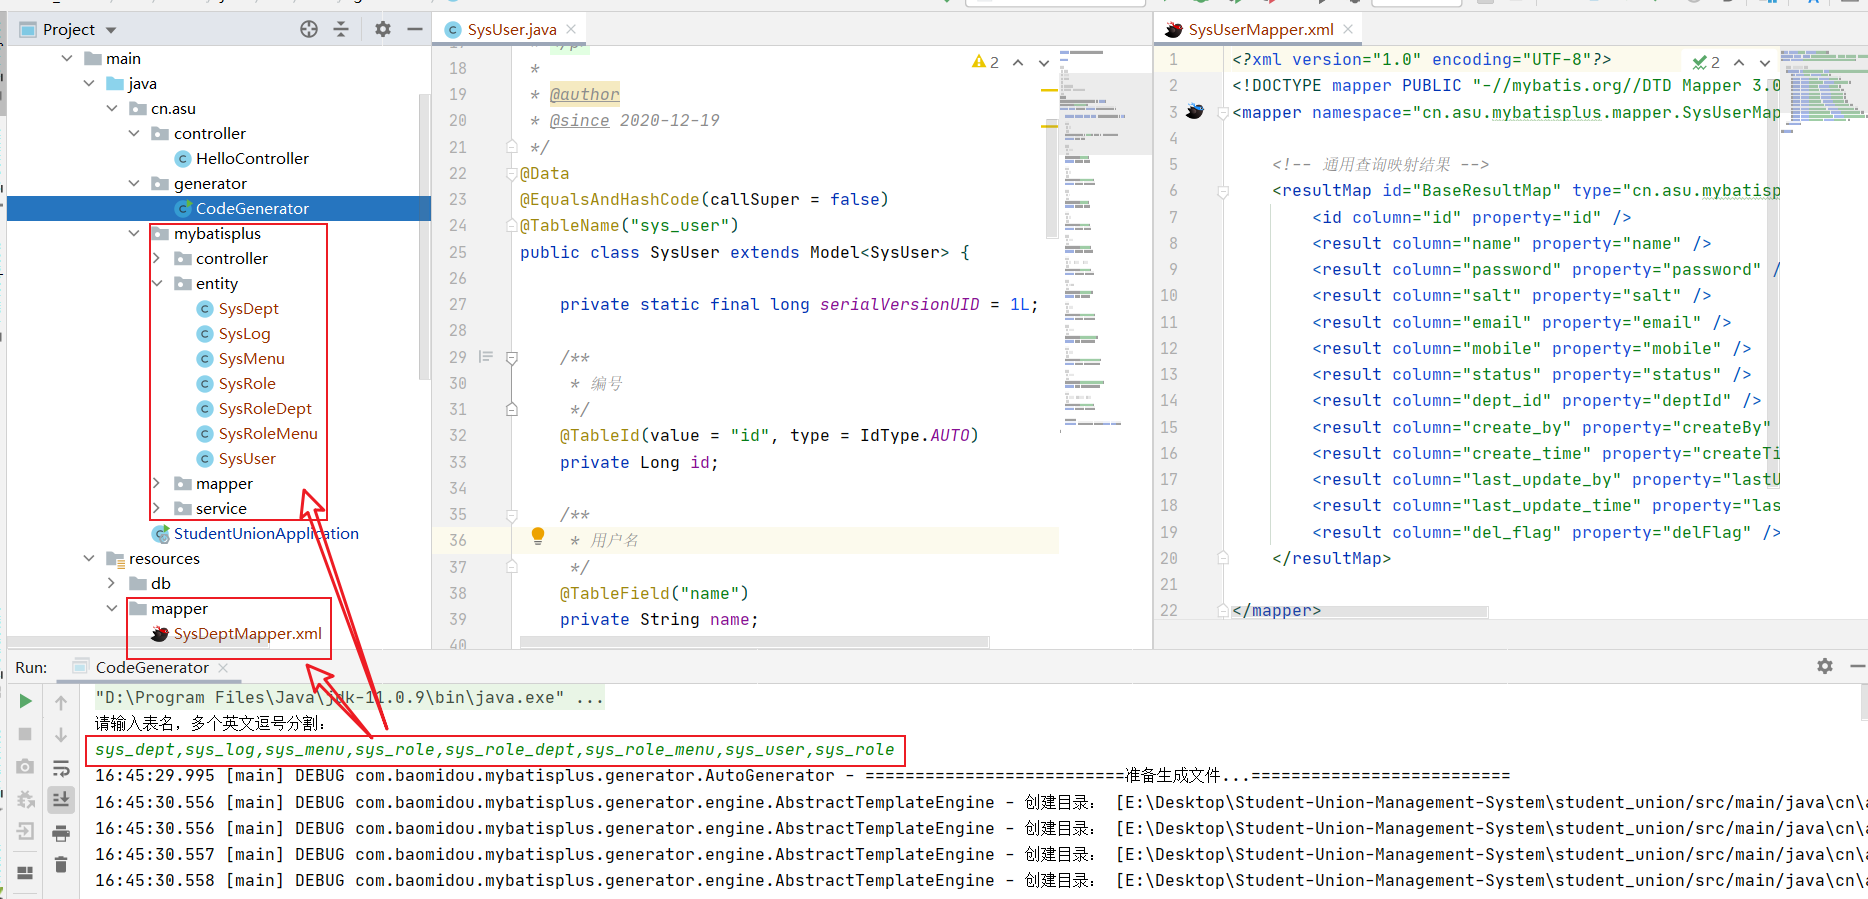 Project
main
java
cn.asu
controller
HelloController
generator
CodeGenerator
mybatisplus
controller
entity
SysDept
SysLog
SysMenu
SysRole
SysRoleDept
SysRoleMenu
SysUser
mapper
service
StudentUnionApplication
resources
db
mapper
SysDeptMapper.xml
SysUser.java
2
18 *
19 * @author
20 * @since 2020-12-19
21 */
22 @Data
23 @EqualsAndHashCode(callSuper = false)
24 @TableName("sys_user")
25 public class SysUser extends Model<SysUser> {
26
27 private static final long serialVersionUID = 1L;
28
29 /**
30 * 编号
31 */
32 @TableId(value = "id", type = IdType.AUTO)
33 private Long id;
34
35 /**
36 * 用户名
37 */
38 @TableField("name")
39 private String name;
40
SysUserMapper.xml
2
1 <?xml version="1.0" encoding="UTF-8"?>
2 <!DOCTYPE mapper PUBLIC "-//mybatis.org//DTD Mapper 3.0
3 <mapper namespace="cn.asu.mybatisplus.mapper.SysUserMap
4
5 <!-- 通用查询映射结果 -->
6 <resultMap id="BaseResultMap" type="cn.asu.mybatisp
7 <id column="id" property="id" />
8 <result column="name" property="name" />
9 <result column="password" property="password" /
10 <result column="salt" property="salt" />
11 <result column="email" property="email" />
12 <result column="mobile" property="mobile" />
13 <result column="status" property="status" />
14 <result column="dept_id" property="deptId" />
15 <result column="create_by" property="createBy"
16 <result column="create_time" property="createTi
17 <result column="last_update_by" property="lastU
18 <result column="last_update_time" property="las
19 <result column="del_flag" property="delFlag" />
20 </resultMap>
21
22 </mapper>
Run: CodeGenerator
"D:\Program Files\Java\jdk-11.0.9\bin\java.exe" ...
请输入表名，多个英文逗号分割：
sys_dept,sys_log,sys_menu,sys_role,sys_role_dept,sys_role_menu,sys_user,sys_role
16:45:29.995 [main] DEBUG com.baomidou.mybatisplus.generator.AutoGenerator - ==========================准备生成文件...==========================
16:45:30.556 [main] DEBUG com.baomidou.mybatisplus.generator.engine.AbstractTemplateEngine - 创建目录： [E:\Desktop\Student-Union-Management-System\student_union/src/main/java\cn\a
16:45:30.556 [main] DEBUG com.baomidou.mybatisplus.generator.engine.AbstractTemplateEngine - 创建目录： [E:\Desktop\Student-Union-Management-System\student_union/src/main/java\cn\a
16:45:30.557 [main] DEBUG com.baomidou.mybatisplus.generator.engine.AbstractTemplateEngine - 创建目录： [E:\Desktop\Student-Union-Management-System\student_union/src/main/java\cn\a
16:45:30.558 [main] DEBUG com.baomidou.mybatisplus.generator.engine.AbstractTemplateEngine - 创建目录： [E:\Desktop\Student-Union-Management-System\student_union/src/main/java\cn\a